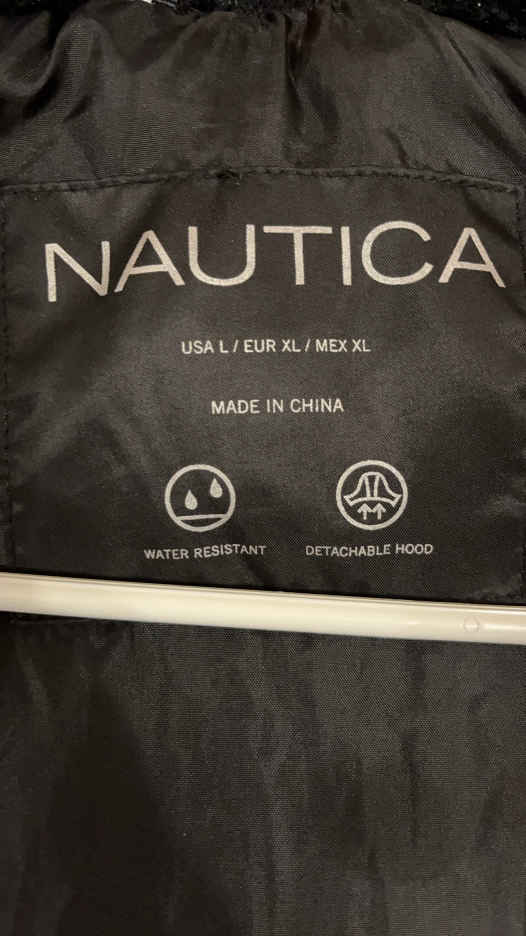 NAUTICA
USA L / EUR XL / MEX XL
MADE IN CHINA
WATER RESISTANT
DETACHABLE HOOD